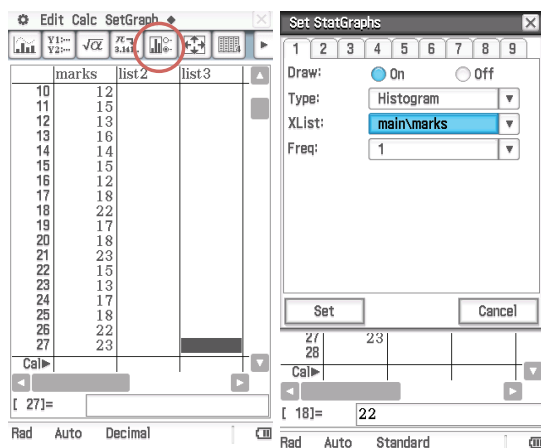 Edit Calc SetGraph ◆
Y1:--- Y2:--- √α
marks list2 list3
10 12
11 15
12 13
13 16
14 14
15 15
16 12
17 18
18 22
19 17
20 18
21 23
22 15
23 13
24 17
25 18
26 22
27 23
Cal▶
[ 27]=
Rad Auto Decimal
Set StatGraphs
1 2 3 4 5 6 7 8 9
Draw: On Off
Type: Histogram
XList: main\marks
Freq: 1
Set Cancel
27 23
28
Cal▶
[ 18]= 22
Rad Auto Standard